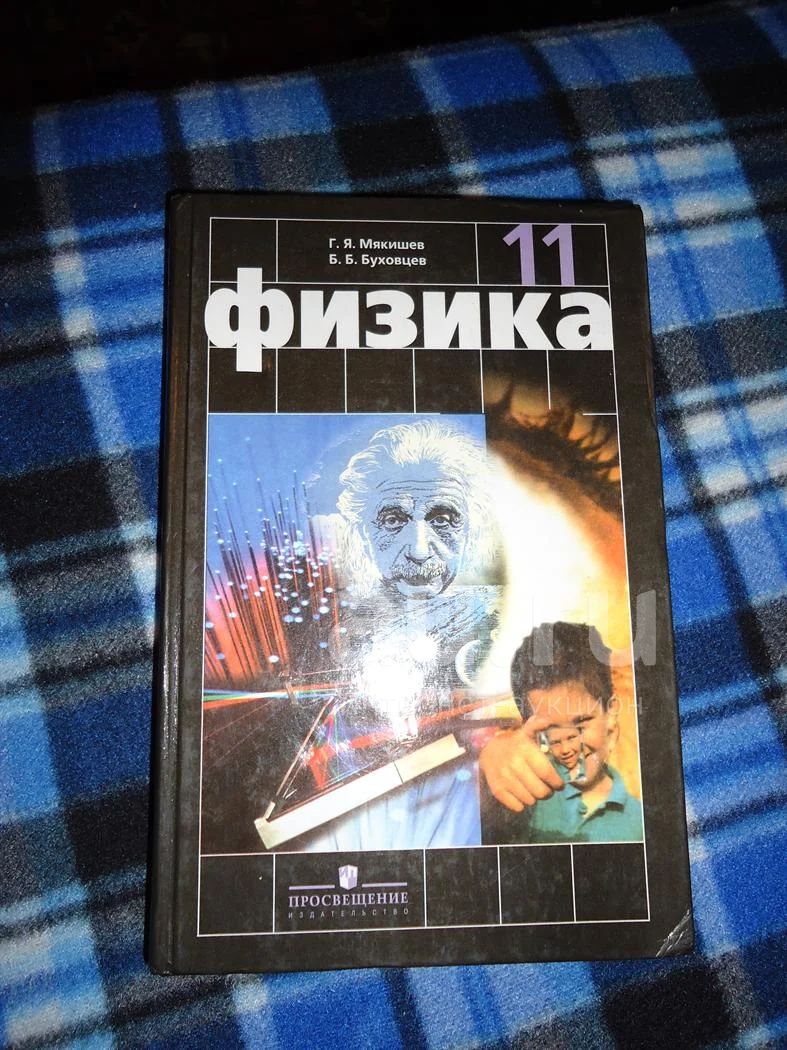 Г. Я. Мякишев
Б. Б. Буховцев
11
физика
ПРОСВЕЩЕНИЕ
ИЗДАТЕЛЬСТВО